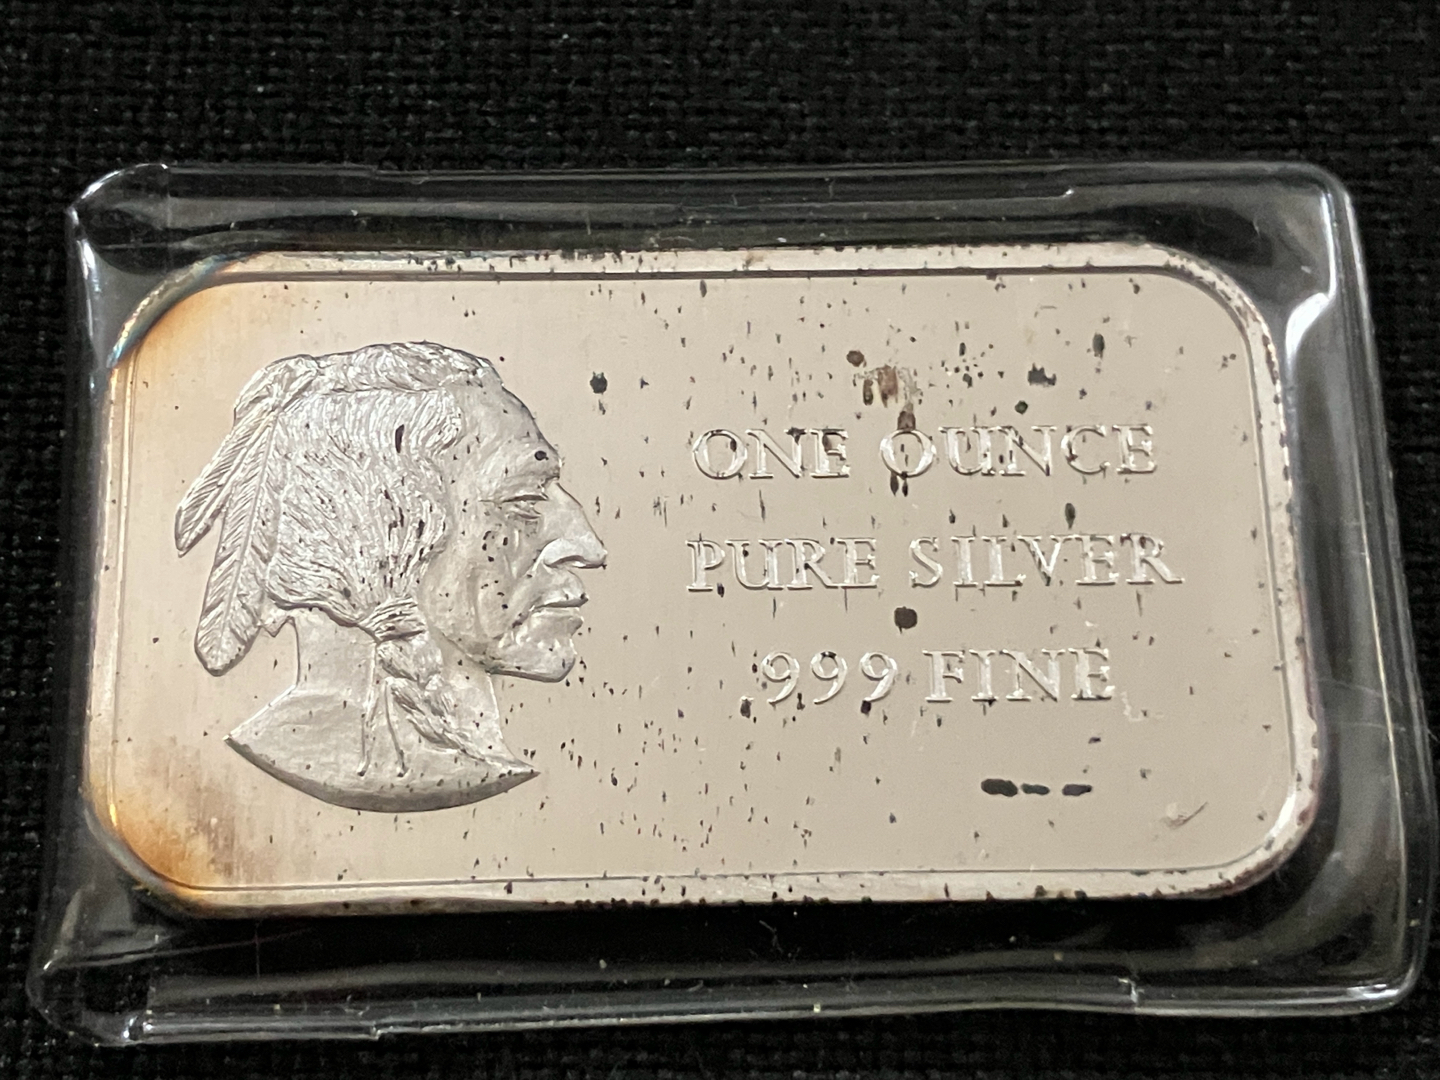 ONE OUNCE
PURE SILVER
.999 FINE